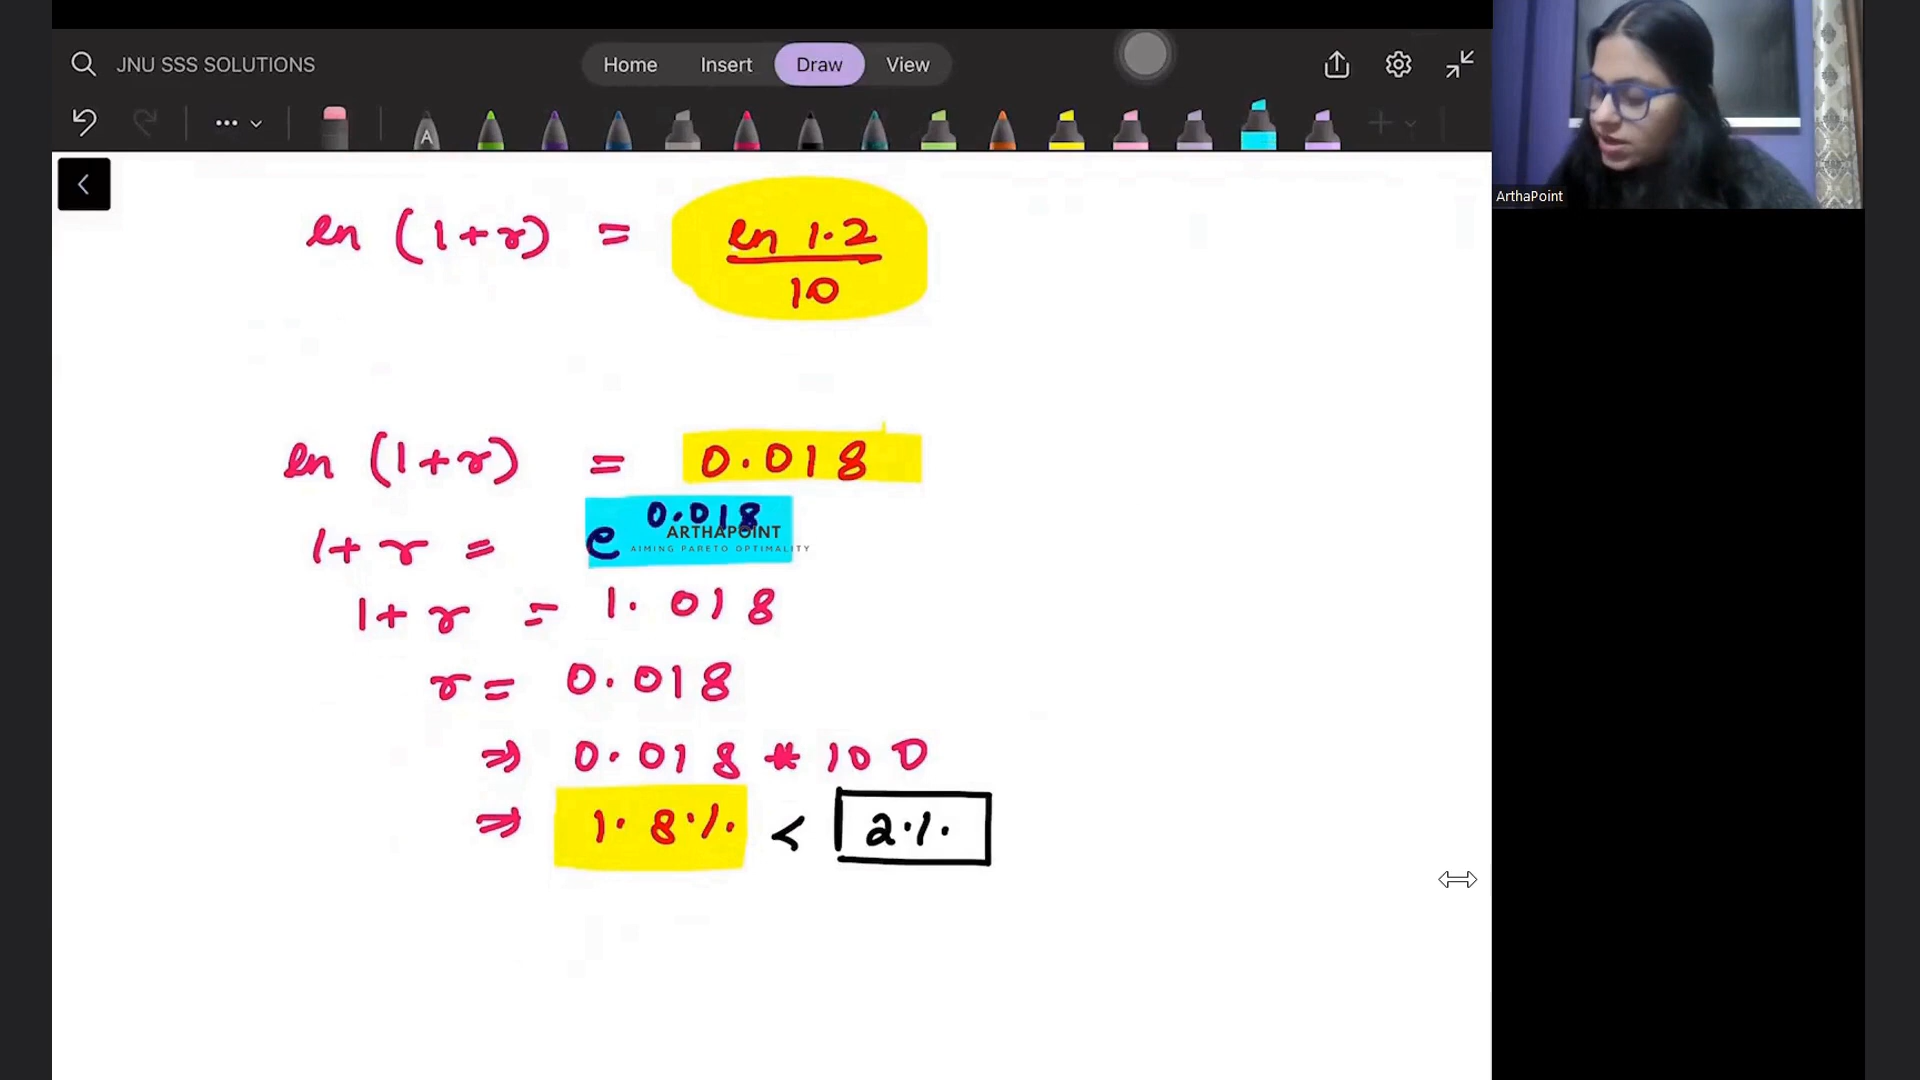 JNU SSS SOLUTIONS
Home Insert Draw View
A
ArthaPoint
ln (1+r) = ln 1.2
10
ln (1+r) = 0.018
1+ r = e^0.018
ARTHAPOINT
AIMING PARETO OPTIMALITY
1+ r = 1.018
r = 0.018
⇒ 0.018 * 100
⇒ 1.8% < 2%